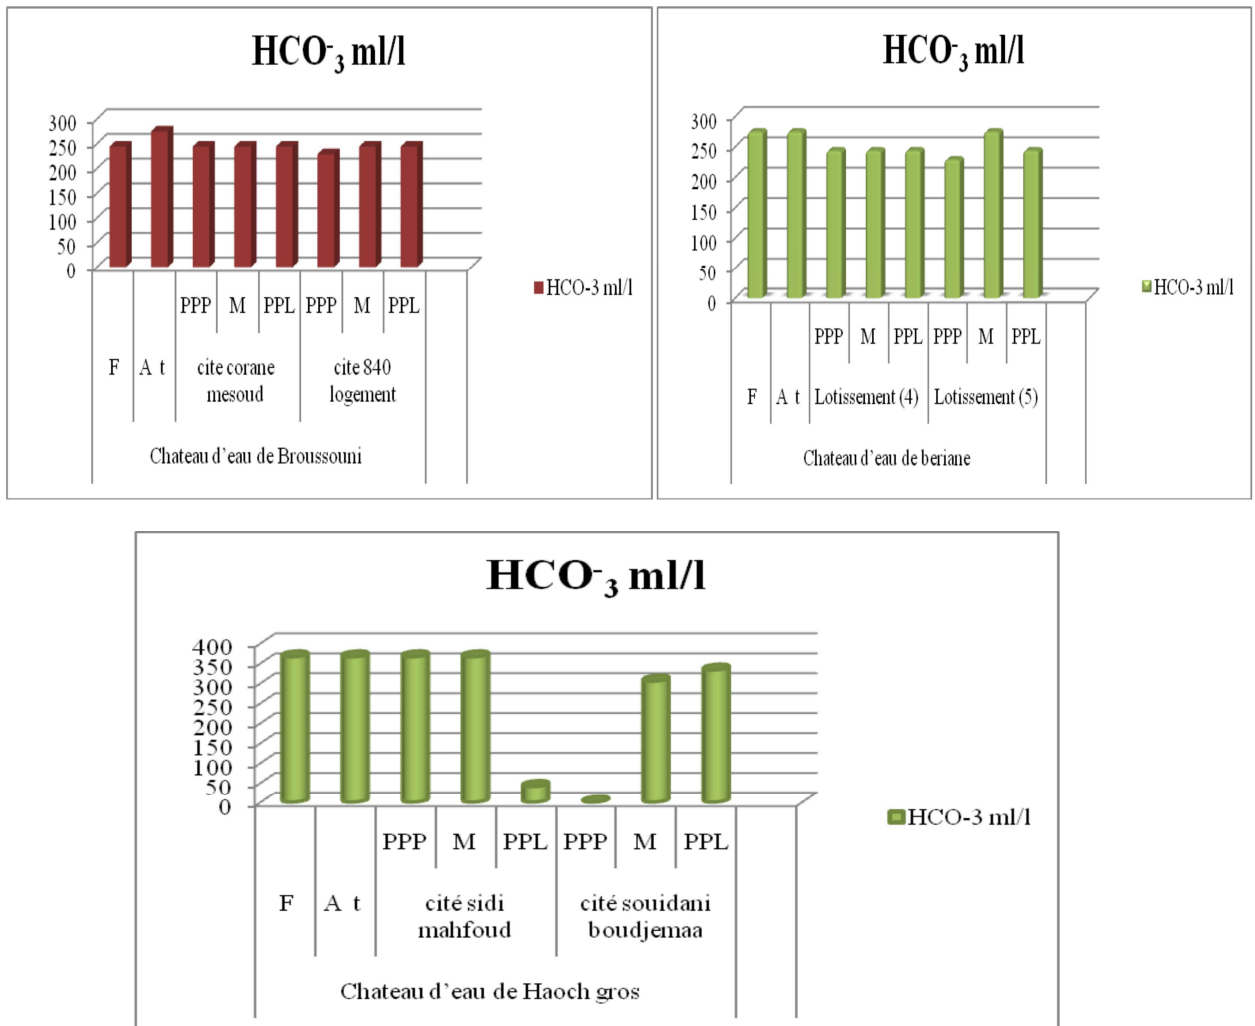 HCO⁻₃ ml/l
300
250
200
150
100
50
0
PPP M PPL PPP M PPL
F A t cite corane mesoud cite 840 logement
Chateau d'eau de Broussouni
HCO-3 ml/l
HCO⁻₃ ml/l
300
250
200
150
100
50
0
PPP M PPL PPP M PPL
F A t Lotissement (4) Lotissement (5)
Chateau d'eau de beriane
HCO-3 ml/l
HCO⁻₃ ml/l
400
350
300
250
200
150
100
50
0
PPP M PPL PPP M PPL
F A t cité sidi mahfoud cité souidani boudjemaa
Chateau d'eau de Haoch gros
HCO-3 ml/l